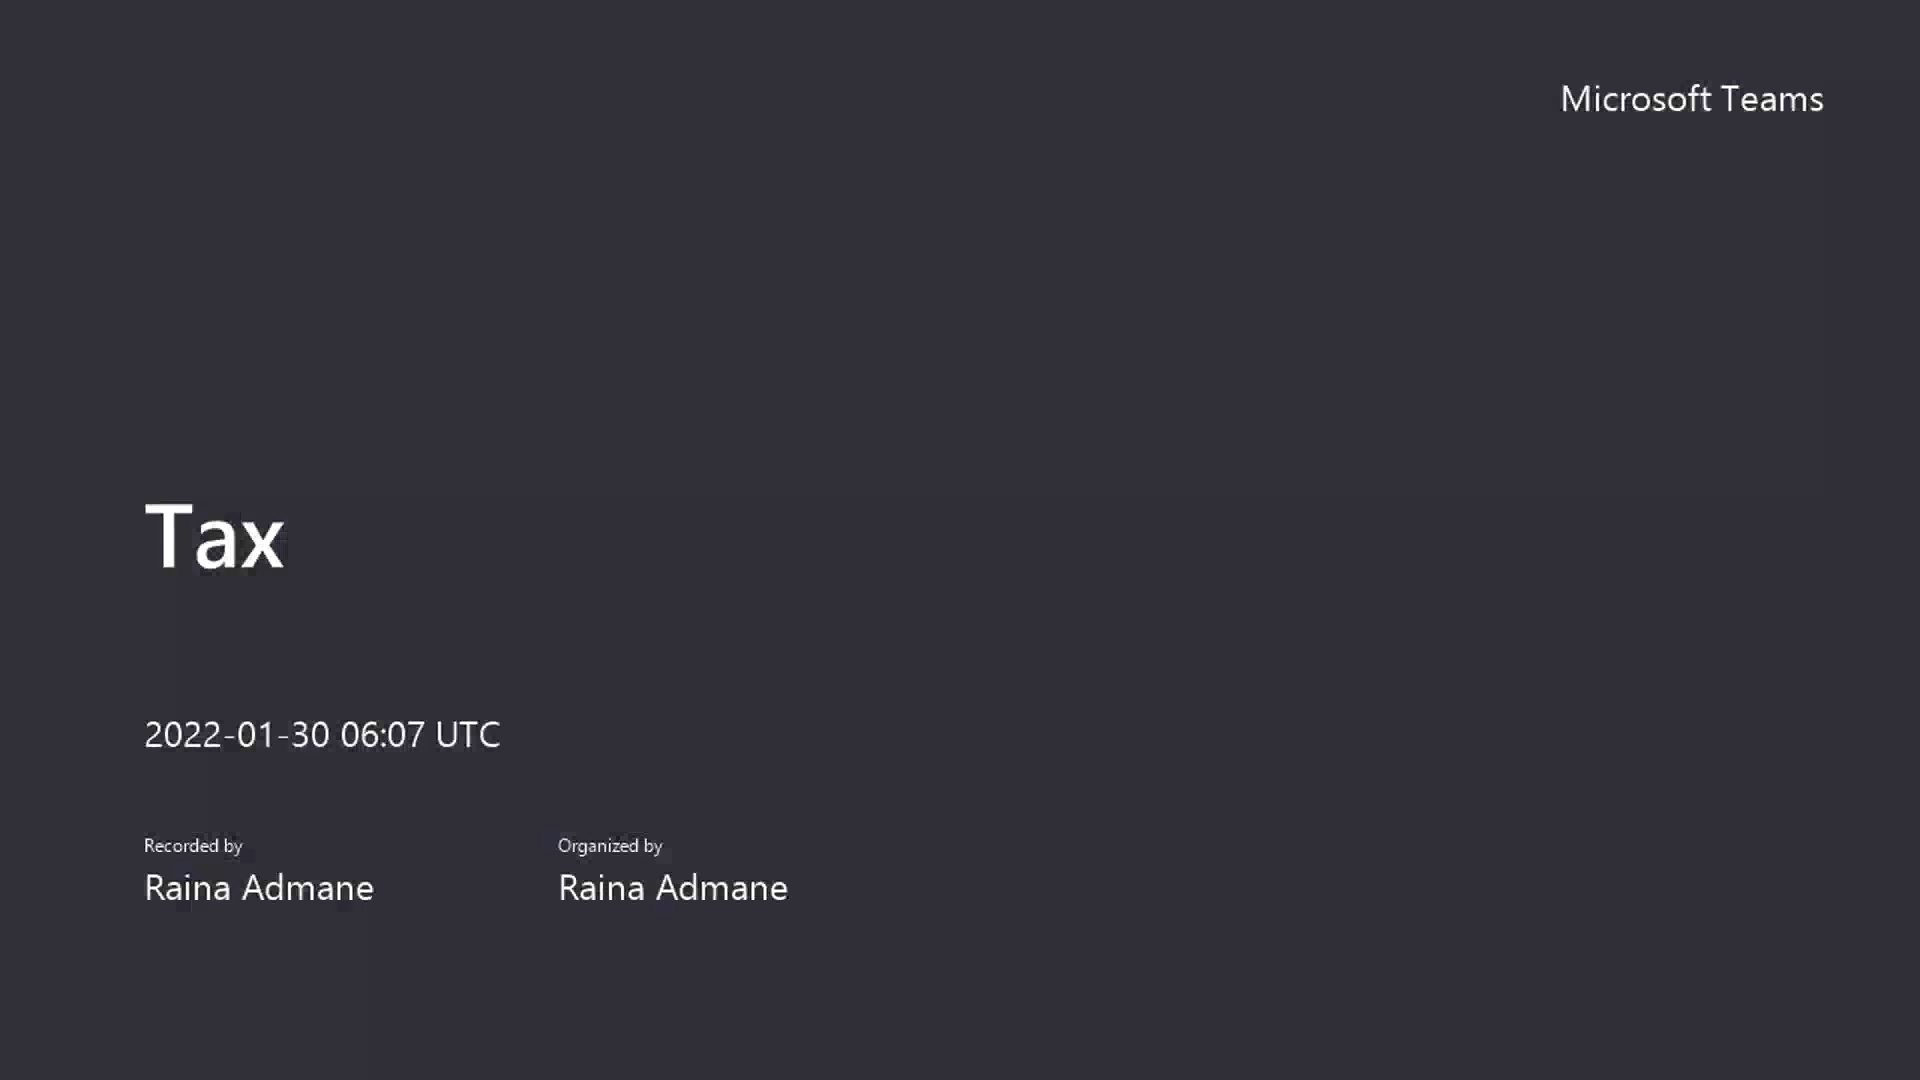 Microsoft Teams
Tax
2022-01-30 06:07 UTC
Recorded by
Raina Admane
Organized by
Raina Admane